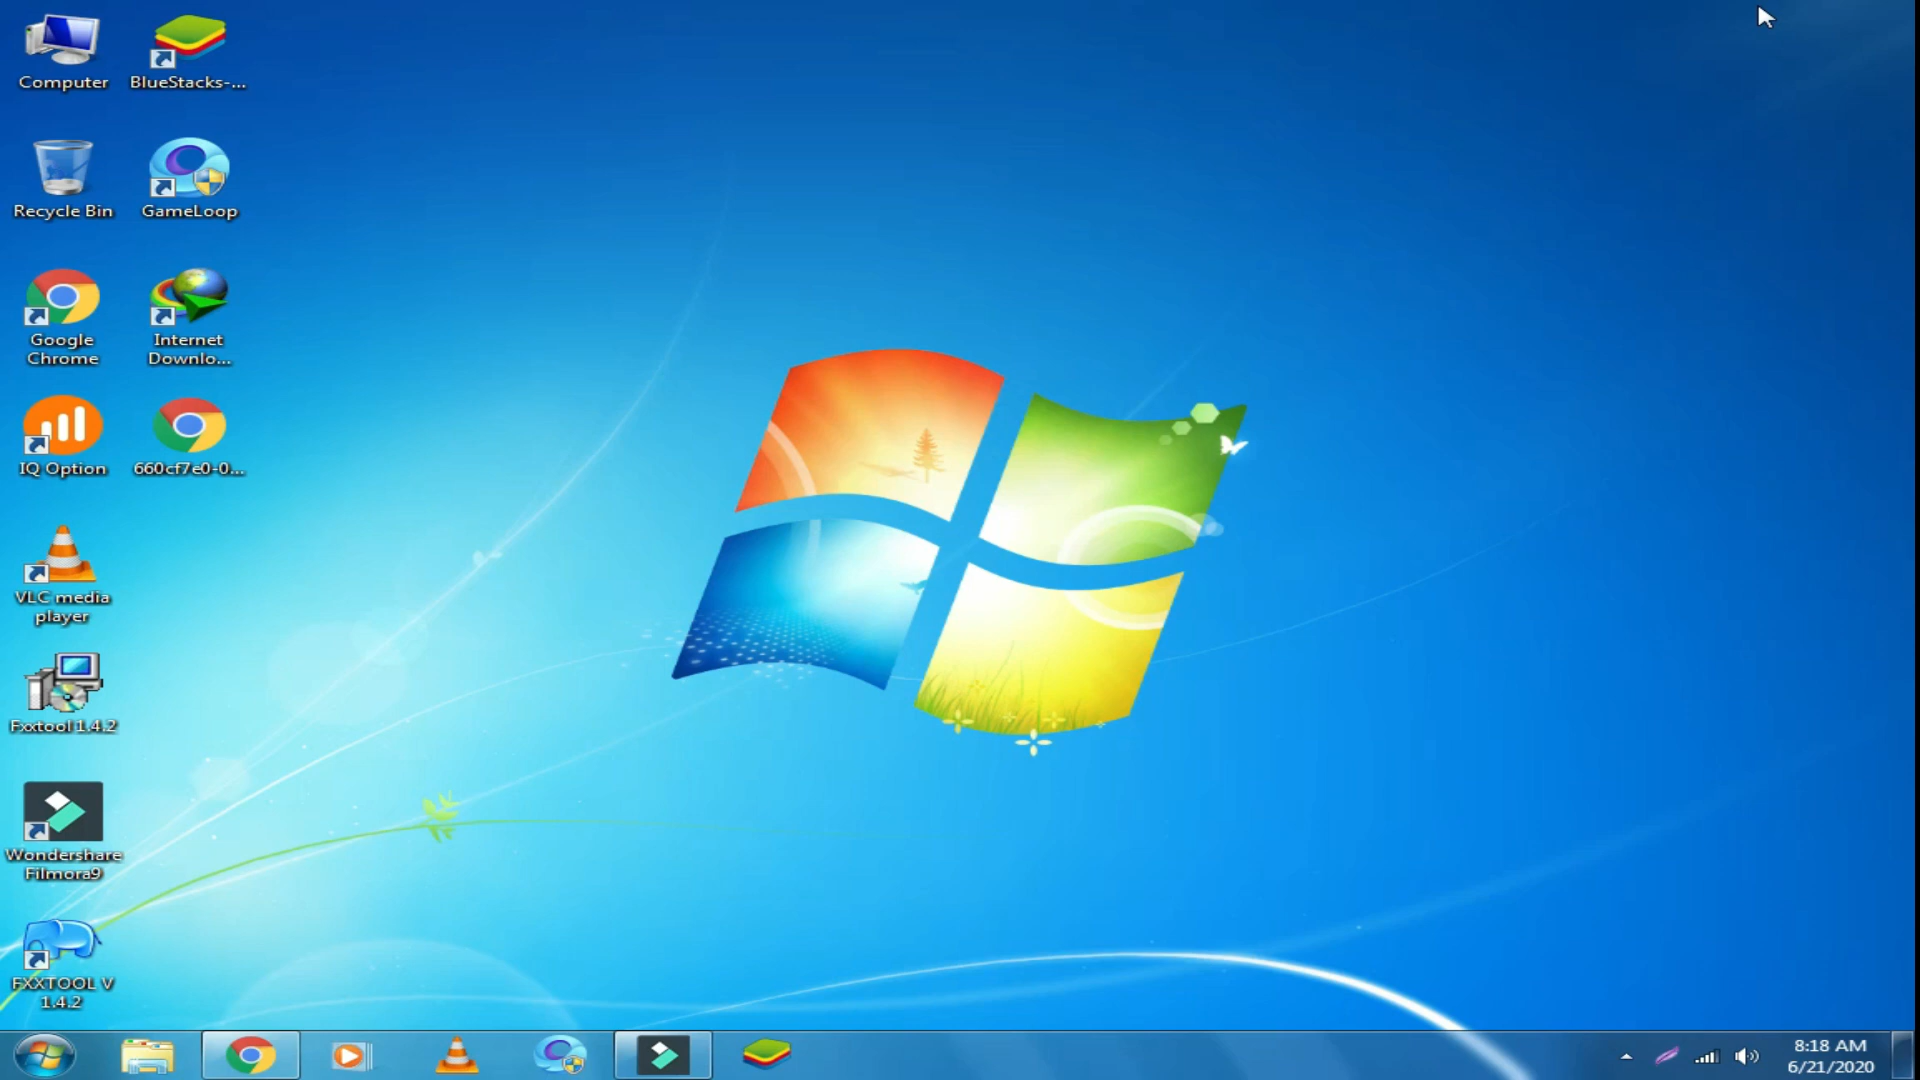 Computer
BlueStacks-...
Recycle Bin
GameLoop
Google
Chrome
Internet
Downlo...
IQ Option
660cf7e0-0...
VLC media
player
Fxxtool 1.4.2
Wondershare
Filmora9
FXXTOOL V
1.4.2
8:18 AM
6/21/2020